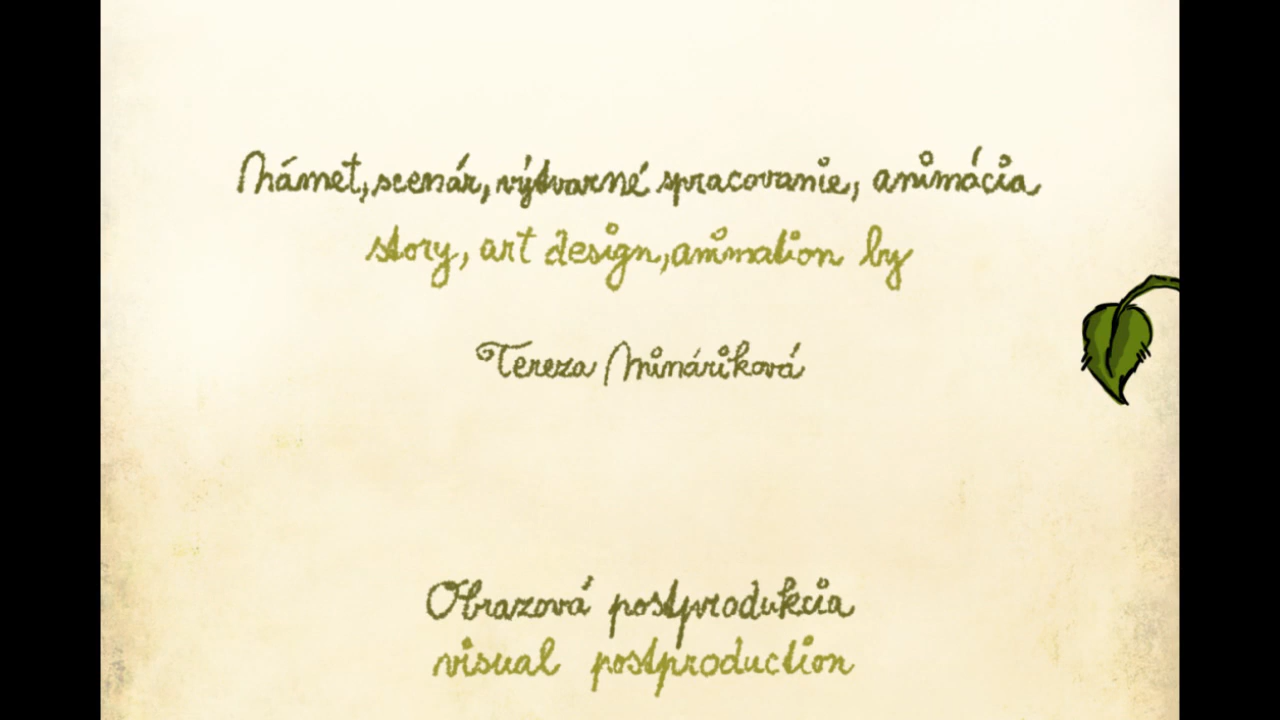 Námet, scenár, výtvarné spracovanie, animácia
story, art design, animation by
Tereza Mináriková
Obrazová postprodukcia
visual postproduction